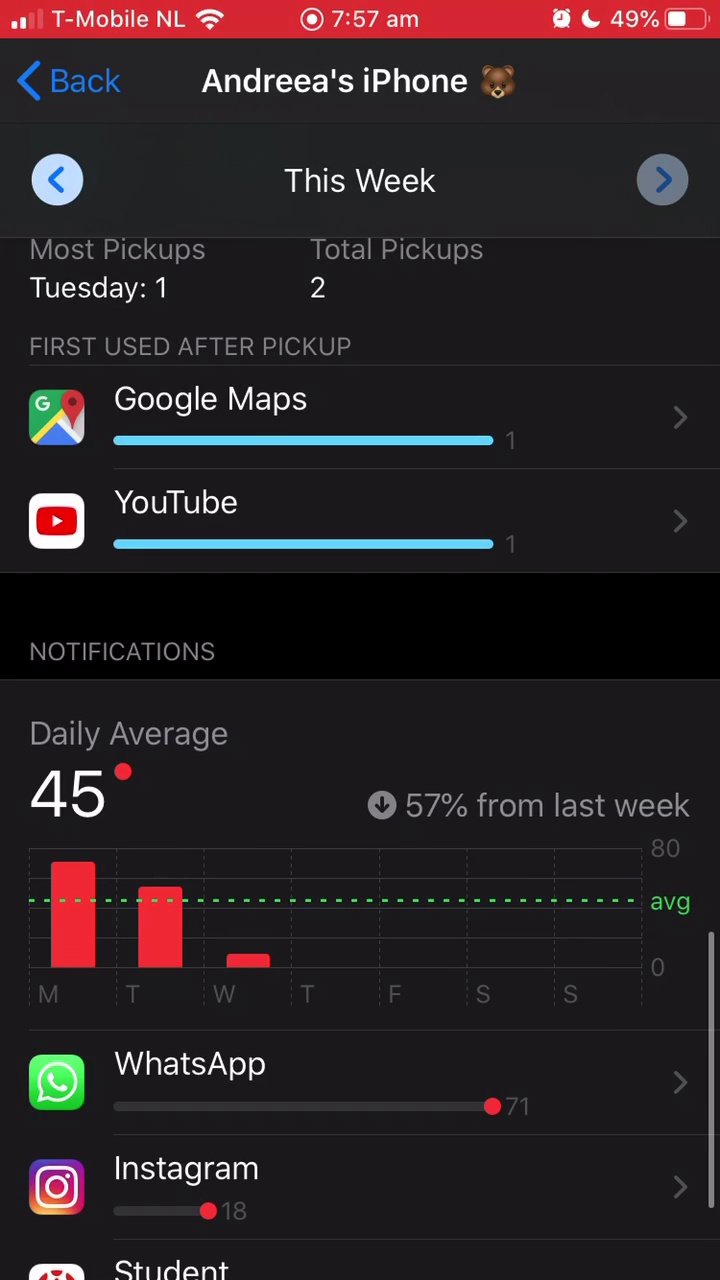 T-Mobile NL 7:57 am 49%
Back Andreea's iPhone
This Week
Most Pickups Total Pickups
Tuesday: 1 2
FIRST USED AFTER PICKUP
G
Google Maps
1
YouTube
1
NOTIFICATIONS
Daily Average
45
57% from last week
80
avg
0
M T W T F S S
WhatsApp
71
Instagram
18
Student